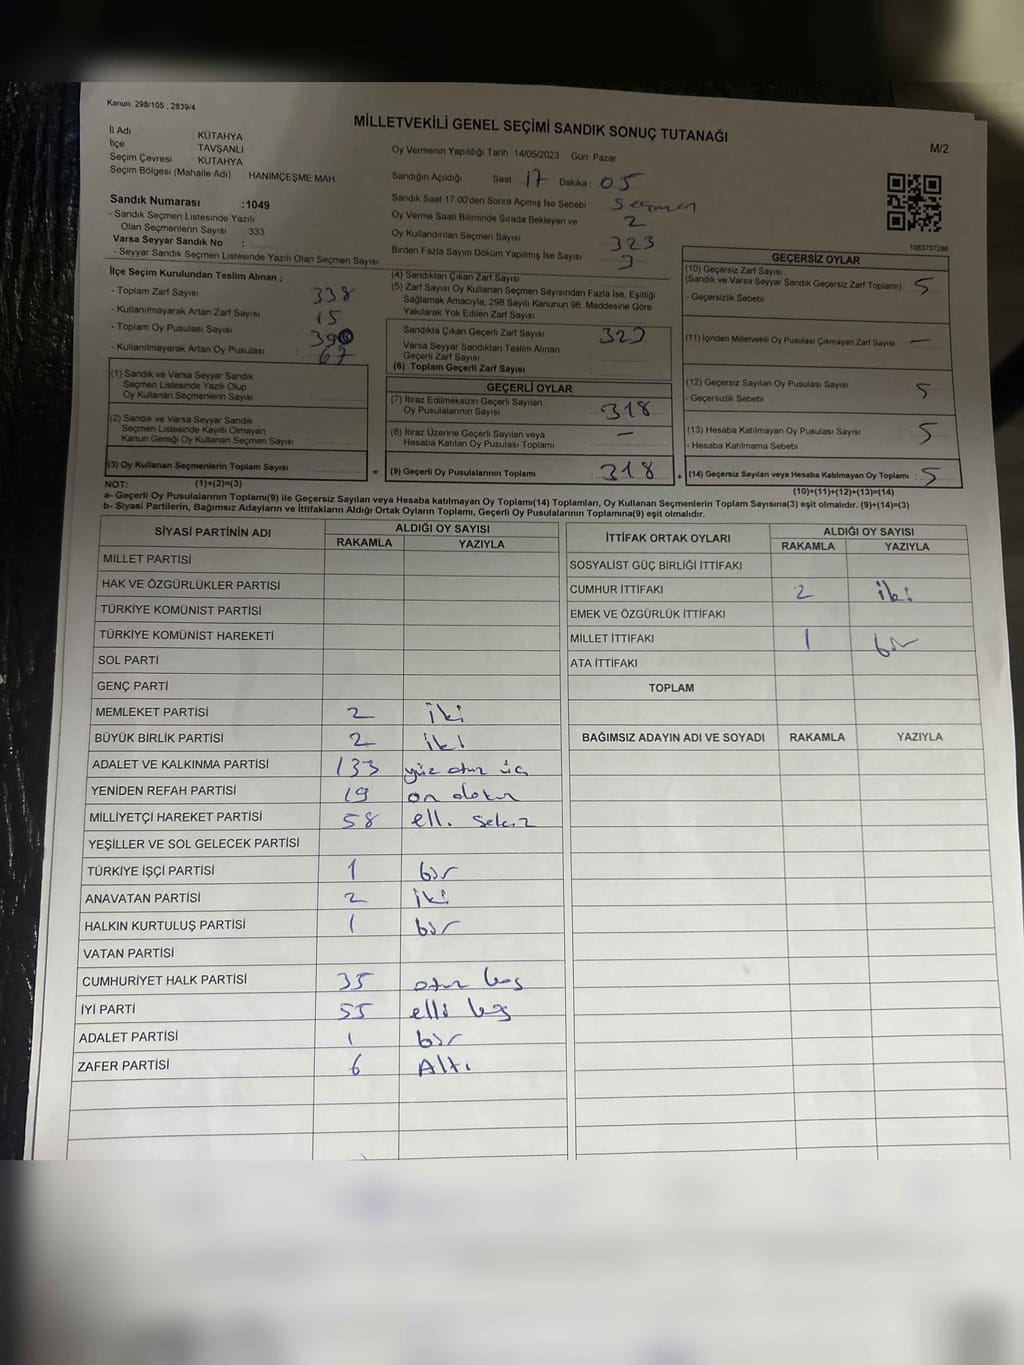 Kanun: 298/105 ; 2839/4
MİLLETVEKİLİ GENEL SEÇİMİ SANDIK SONUÇ TUTANAĞI
M/2
İl Adı : KÜTAHYA
İlçe : TAVŞANLI
Seçim Çevresi : KÜTAHYA
Seçim Bölgesi (Mahalle Adı) : HANIMÇEŞME MAH.
Sandık Numarası : 1049
- Sandık Seçmen Listesinde Yazılı
Olan Seçmenlerin Sayısı : 333
Varsa Seyyar Sandık No :
- Seyyar Sandık Seçmen Listesinde Yazılı Olan Seçmen Sayısı
Oy Vermenin Yapıldığı Tarih :14/05/2023 Gün: Pazar
Sandığın Açıldığı Saat: 17 Dakika: 05
Sandık Saat 17.00'den Sonra Açımış İse Sebebi : Seçmen
Oy Verme Saati Bitiminde Sırada Bekleyen ve 2
Oy Kullandırılan Seçmen Sayısı 323
Birden Fazla Sayım Döküm Yapılmış İse Sayısı
1083737286
İlçe Seçim Kurulundan Teslim Alınan ;
- Toplam Zarf Sayısı 338
- Kullanılmayarak Artan Zarf Sayısı 15
- Toplam Oy Pusulası Sayısı
- Kullanılmayarak Artan Oy Pusulası 67
(1) Sandık ve Varsa Seyyar Sandık
Seçmen Listesinde Yazılı Olup
Oy Kullanan Seçmenlerin Sayısı
(2) Sandık ve Varsa Seyyar Sandık
Seçmen Listesinde Kayıtlı Olmayan
Kanun Gereği Oy Kullanan Seçmen Sayısı
(3) Oy Kullanan Seçmenlerin Toplam Sayısı =
(4) Sandıktan Çıkan Zarf Sayısı
(5) Zarf Sayısı Oy Kullanan Seçmen Sayısından Fazla İse, Eşitliği
Sağlamak Amacıyla, 298 Sayılı Kanunun 98. Maddesine Göre
Yakılarak Yok Edilen Zarf Sayısı
Sandıkta Çıkan Geçerli Zarf Sayısı 323
Varsa Seyyar Sandıktan Teslim Alınan
Geçerli Zarf Sayısı
(6) Toplam Geçerli Zarf Sayısı
GEÇERLİ OYLAR
(7) İtiraz Edilmeksizin Geçerli Sayılan
Oy Pusulalarının Sayısı 318
(8) İtiraz Üzerine Geçerli Sayılan veya
Hesaba Katılan Oy Pusulası Toplamı —
(9) Geçerli Oy Pusulalarının Toplamı 318 +
GEÇERSİZ OYLAR
(10) Geçersiz Zarf Sayısı
(Sandık ve Varsa Seyyar Sandık Geçersiz Zarf Toplamı) 5
- Geçersizlik Sebebi
(11) İçinden Milletvekili Oy Pusulası Çıkmayan Zarf Sayısı —
(12) Geçersiz Sayılan Oy Pusulası Sayısı 5
- Geçersizlik Sebebi
(13) Hesaba Katılmayan Oy Pusulası Sayısı 5
- Hesaba Katılmama Sebebi
(14) Geçersiz Sayılan veya Hesaba Katılmayan Oy Toplamı : 5
NOT: (1)+(2)=(3) (10)+(11)+(12)+(13)=(14)
a- Geçerli Oy Pusulalarının Toplamı(9) ile Geçersiz Sayılan veya Hesaba katılmayan Oy Toplamı(14) Toplamları, Oy Kullanan Seçmenlerin Toplam Sayısına(3) eşit olmalıdır. (9)+(14)=(3)
b- Siyasi Partilerin, Bağımsız Adayların ve İttifakların Aldığı Ortak Oyların Toplamı, Geçerli Oy Pusulalarının Toplamına(9) eşit olmalıdır.
SİYASİ PARTİNİN ADI ALDIĞI OY SAYISI
RAKAMLA YAZIYLA
MİLLET PARTİSİ
HAK VE ÖZGÜRLÜKLER PARTİSİ
TÜRKİYE KOMÜNİST PARTİSİ
TÜRKİYE KOMÜNİST HAREKETİ
SOL PARTİ
GENÇ PARTİ
MEMLEKET PARTİSİ 2 iki
BÜYÜK BİRLİK PARTİSİ 2 iki
ADALET VE KALKINMA PARTİSİ 133 yüz otuz üç
YENİDEN REFAH PARTİSİ 19 on dokuz
MİLLİYETÇİ HAREKET PARTİSİ 58 elli sekiz
YEŞİLLER VE SOL GELECEK PARTİSİ
TÜRKİYE İŞÇİ PARTİSİ 1 bir
ANAVATAN PARTİSİ 2 iki
HALKIN KURTULUŞ PARTİSİ 1 bir
VATAN PARTİSİ
CUMHURİYET HALK PARTİSİ 35 otuz beş
İYİ PARTİ 55 elli beş
ADALET PARTİSİ 1 bir
ZAFER PARTİSİ 6 Altı
İTTİFAK ORTAK OYLARI ALDIĞI OY SAYISI
RAKAMLA YAZIYLA
SOSYALİST GÜÇ BİRLİĞİ İTTİFAKI
CUMHUR İTTİFAKI 2 iki
EMEK VE ÖZGÜRLÜK İTTİFAKI
MİLLET İTTİFAKI 1 bir
ATA İTTİFAKI
TOPLAM
BAĞIMSIZ ADAYIN ADI VE SOYADI RAKAMLA YAZIYLA